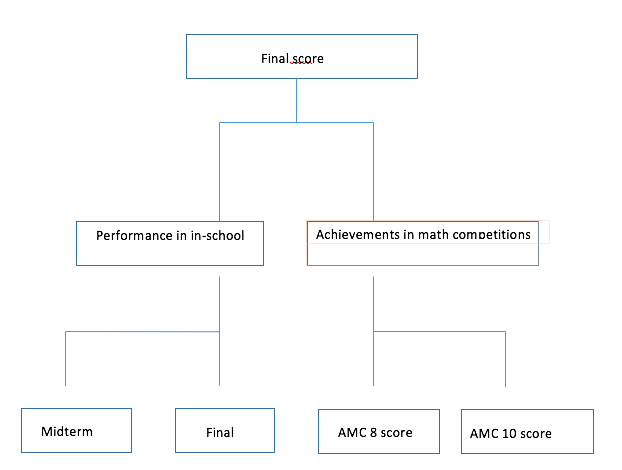 Final score
Performance in in-school
Achievements in math competitions
Midterm
Final
AMC 8 score
AMC 10 score